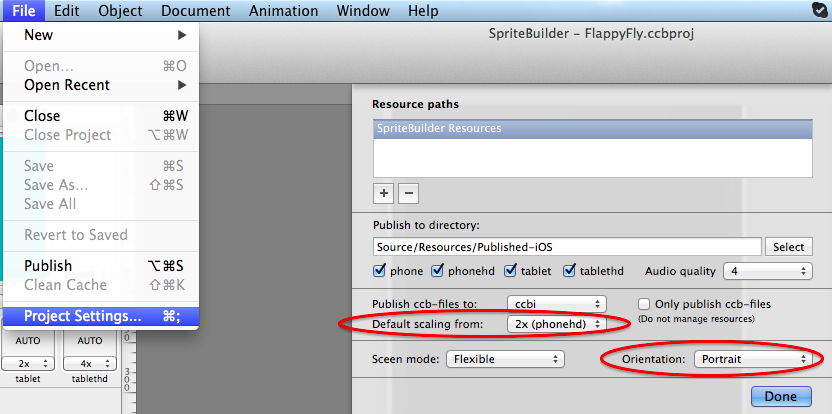 File Edit Object Document Animation Window Help
SpriteBuilder – FlappyFly.ccbproj
New
Open... ⌘O
Open Recent
Close ⌘W
Close Project ⌥⌘W
Save ⌘S
Save As... ⇧⌘S
Save All
Revert to Saved
Publish ⌥⌘S
Clean Cache ⇧⌘K
Project Settings... ⌘;
AUTO AUTO
2x 4x
tablet tablethd
300
Resource paths
SpriteBuilder Resources
+ −
Publish to directory:
Source/Resources/Published-iOS Select
phone phonehd tablet tablethd Audio quality 4
Publish ccb-files to: ccbi Only publish ccb-files
(Do not manage resources)
Default scaling from: 2x (phonehd)
Sceen mode: Flexible Orientation: Portrait
Done